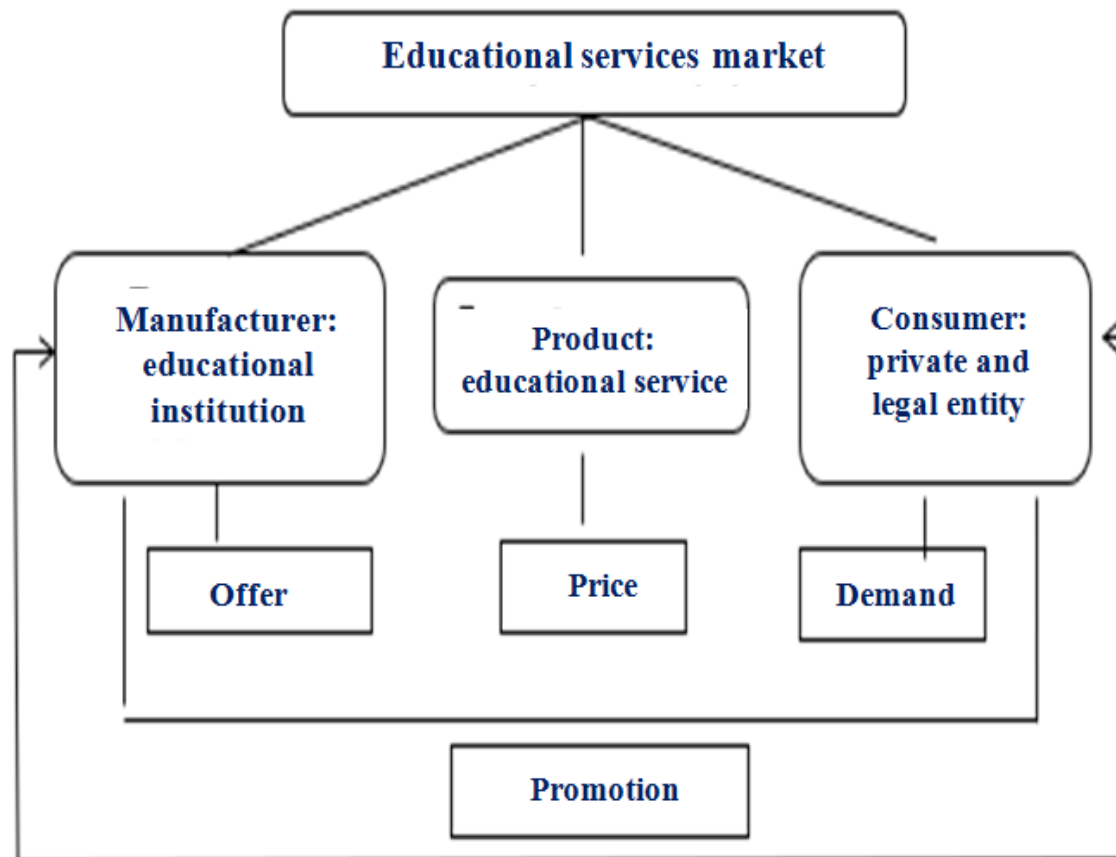 Educational services market
Manufacturer:
educational
institution
Product:
educational service
Consumer:
private and
legal entity
Offer
Price
Demand
Promotion